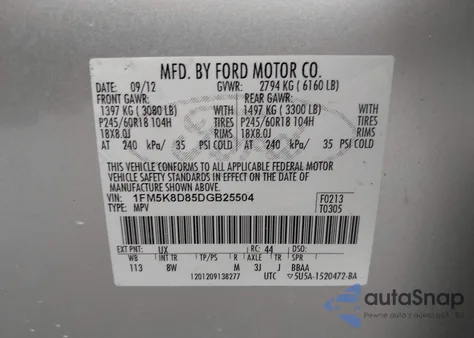 MFD. BY FORD MOTOR CO.
DATE: 09/12 GVWR: 2794 KG ( 6160 LB)
FRONT GAWR: REAR GAWR:
1397 KG ( 3080 LB) 1497 KG ( 3300 LB)
P245/60R18 104H TIRES P245/60R18 104H
18X8.0J RIMS 18X8.0J
AT 240 kPa/ 35 PSI COLD AT 240 kPa/ 35 PSI COLD
THIS VEHICLE CONFORMS TO ALL APPLICABLE FEDERAL MOTOR
VEHICLE SAFETY STANDARDS IN EFFECT ON THE DATE OF
MANUFACTURE SHOWN ABOVE.
VIN: 1FM5K8D85DGB25504 F0213
TYPE: MPV T0305
EXT PNT: UX RC: 44 DSO:
WB INT TR TP/PS R AXLE TR SPR
113 8W M 3J J BBAA
1201209138277 UTC 5U5A-1520472-BA
Ford
autoSnap
Pewne auto z aukcji